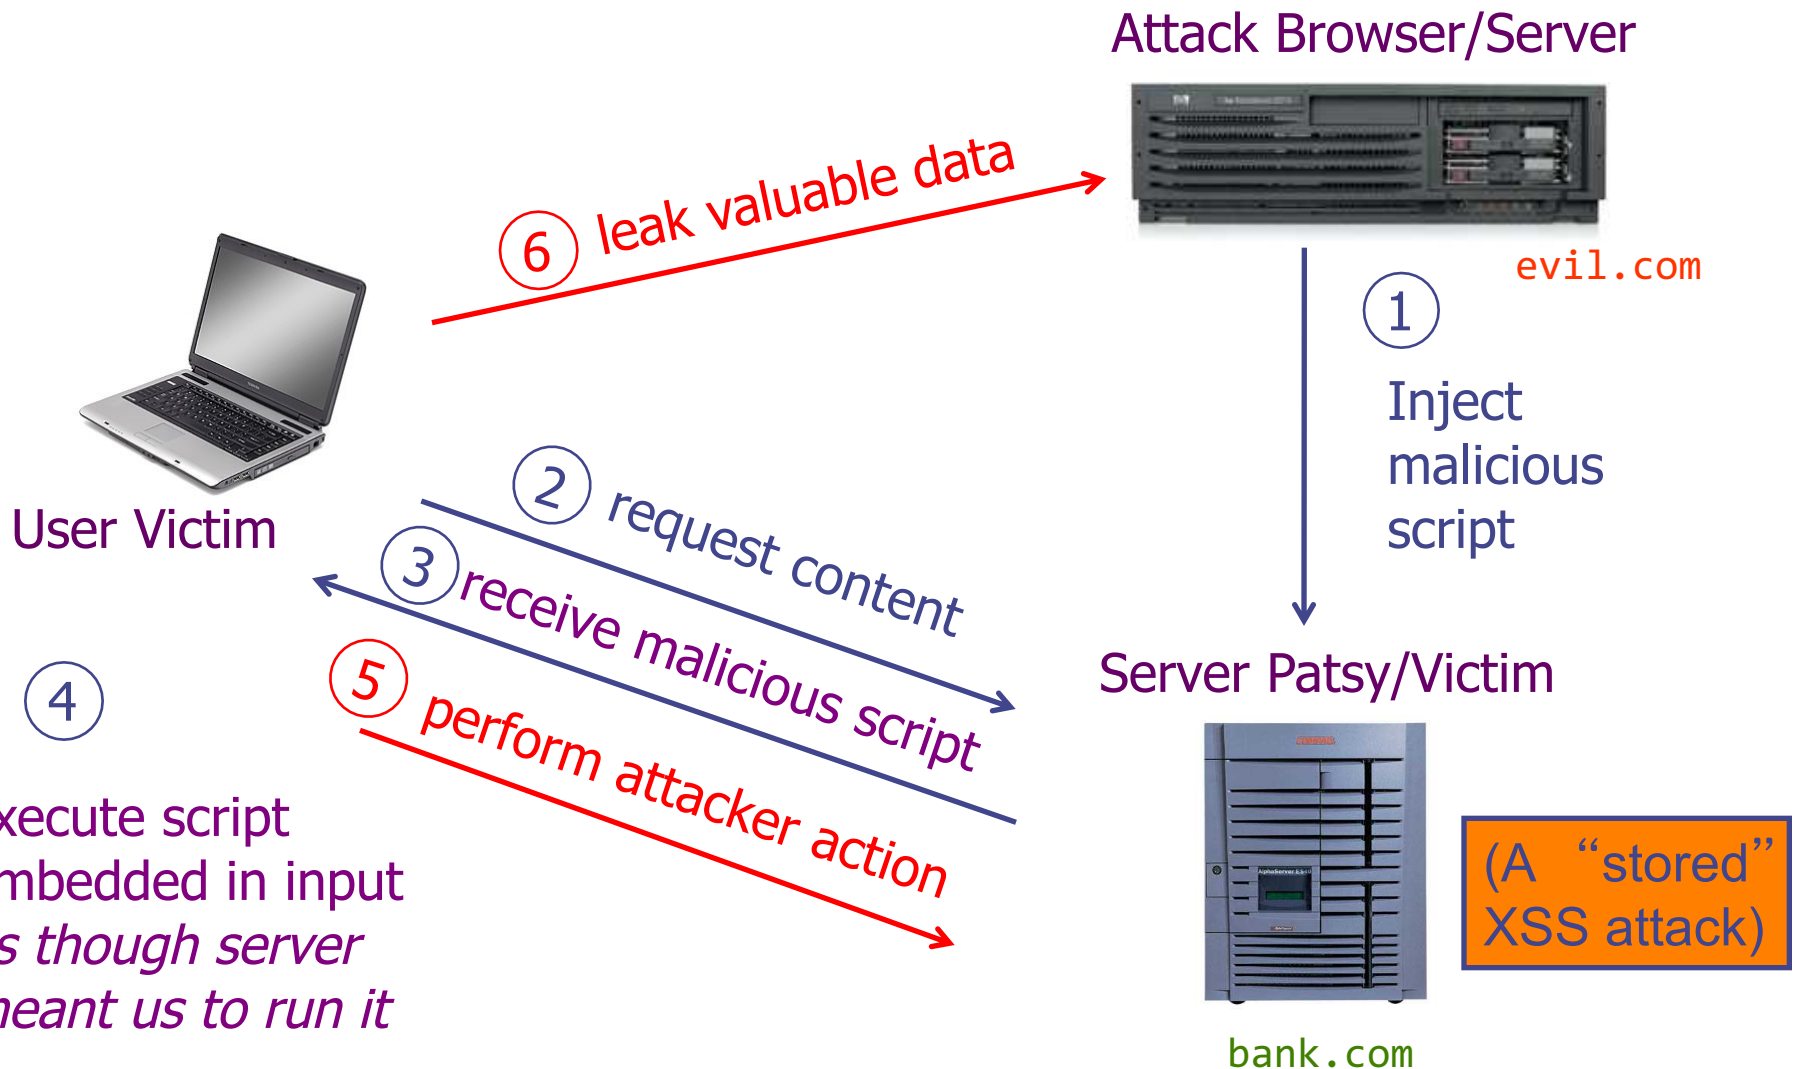 Attack Browser/Server
evil.com
6 leak valuable data
1
Inject
malicious
script
User Victim
2 request content
3 receive malicious script
5 perform attacker action
4
xecute script
mbedded in input
s though server
neant us to run it
Server Patsy/Victim
AlphaServer ES40
(A “stored”
XSS attack)
bank.com